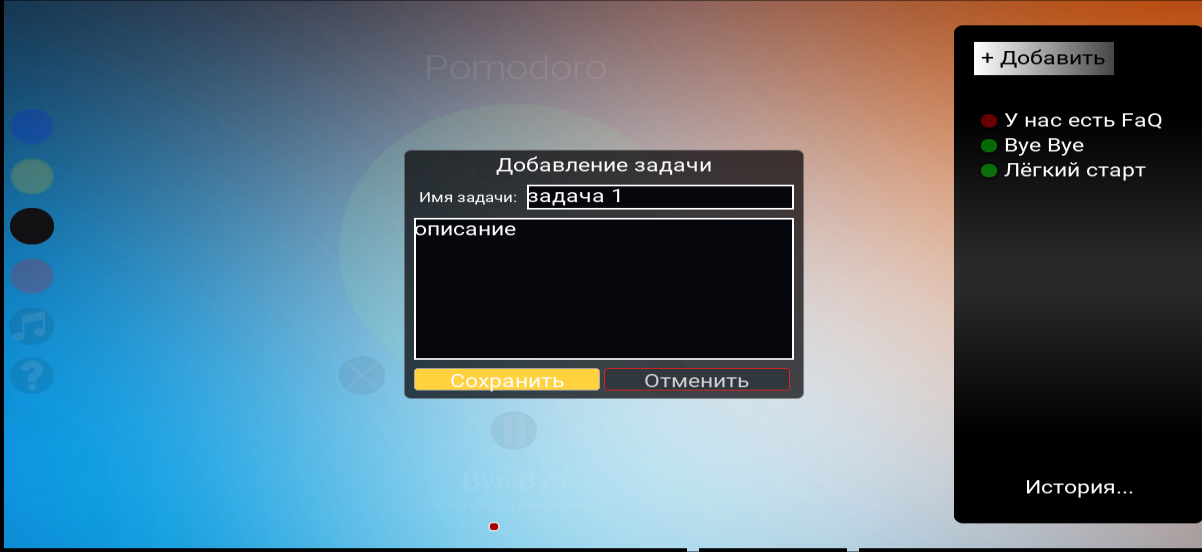 Pomodoro
+ Добавить
У нас есть FaQ
Bye Bye
Лёгкий старт
Добавление задачи
Имя задачи: задача 1
описание
Сохранить Отменить
Bye Bye
История...